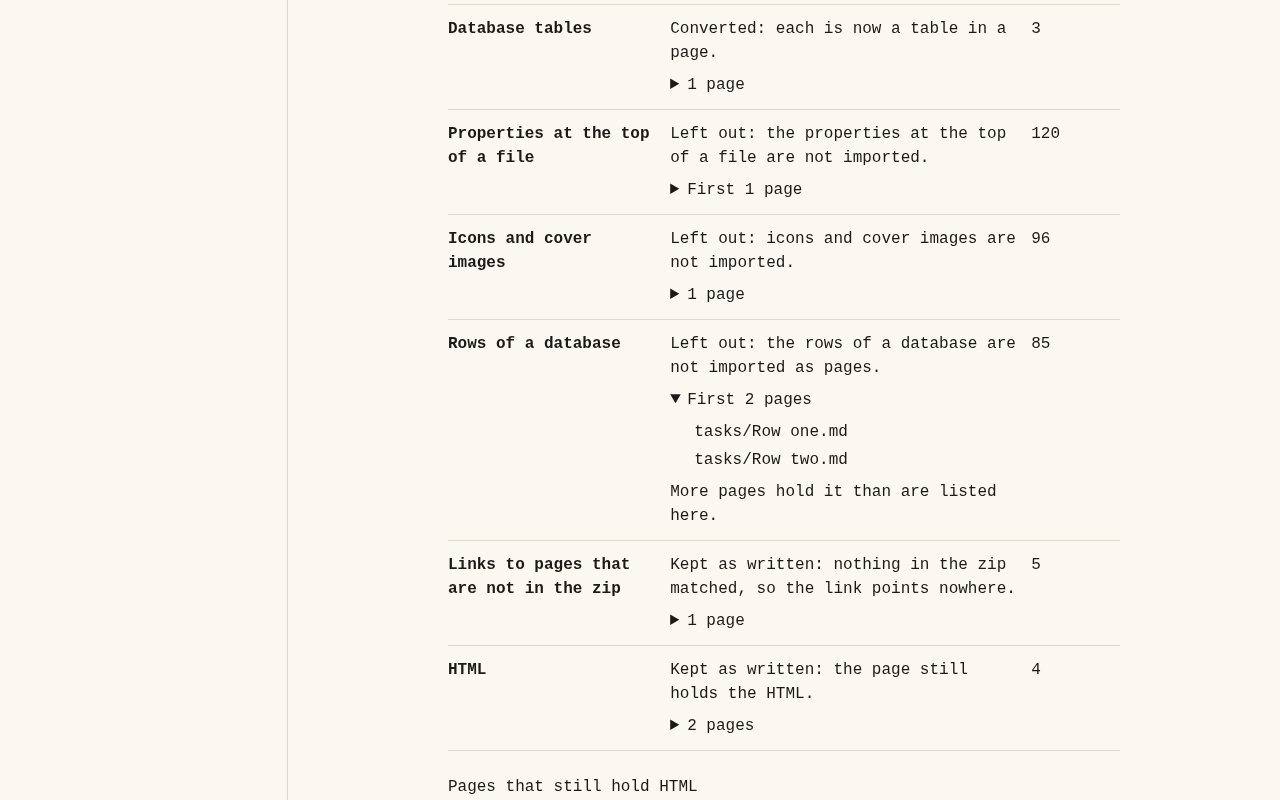 Database tables
Converted: each is now a table in a
page.
3
▶ 1 page
Properties at the top
of a file
Left out: the properties at the top
of a file are not imported.
120
▶ First 1 page
Icons and cover
images
Left out: icons and cover images are
not imported.
96
▶ 1 page
Rows of a database
Left out: the rows of a database are
not imported as pages.
85
▼ First 2 pages
tasks/Row one.md
tasks/Row two.md
More pages hold it than are listed
here.
Links to pages that
are not in the zip
Kept as written: nothing in the zip
matched, so the link points nowhere.
5
▶ 1 page
HTML
Kept as written: the page still
holds the HTML.
4
▶ 2 pages
Pages that still hold HTML